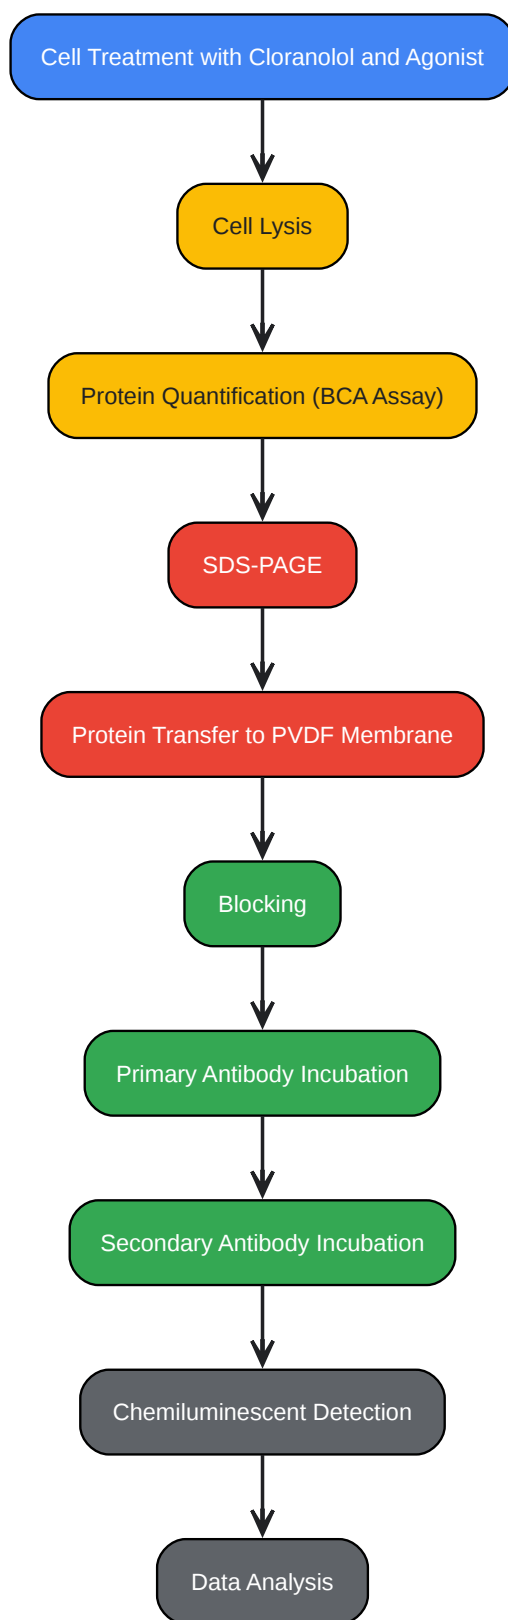 Cell Treatment with Cloranolol and Agonist
Cell Lysis
Protein Quantification (BCA Assay)
SDS-PAGE
Protein Transfer to PVDF Membrane
Blocking
Primary Antibody Incubation
Secondary Antibody Incubation
Chemiluminescent Detection
Data Analysis